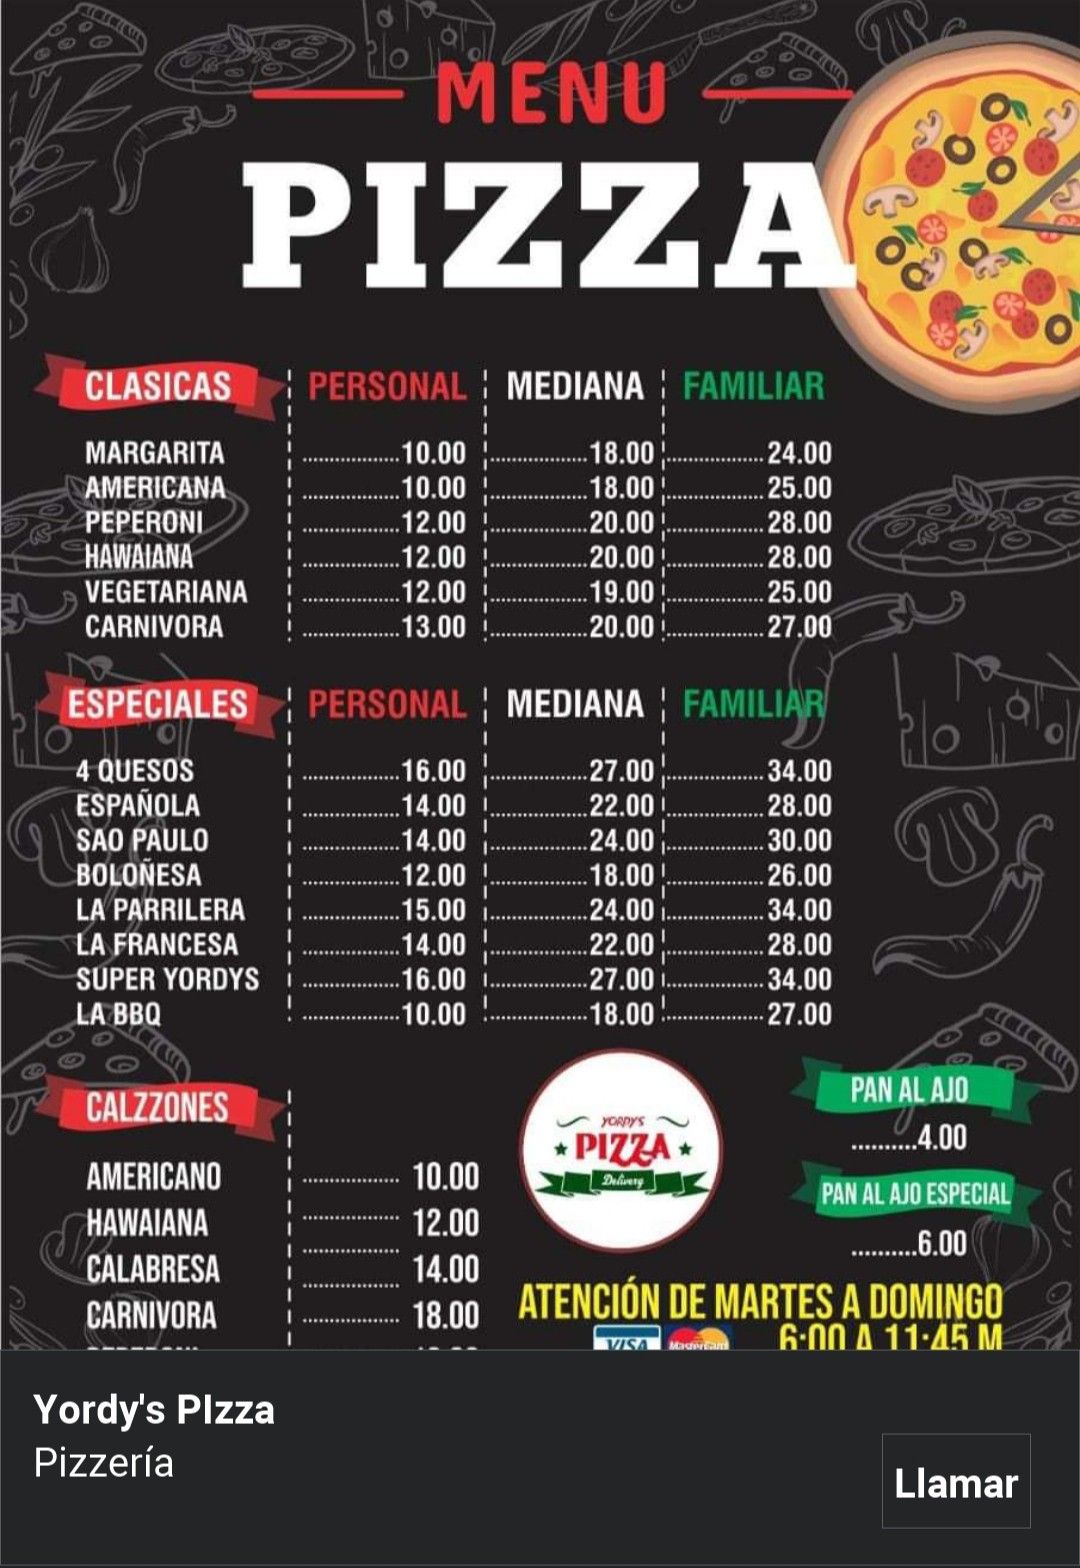 MENU
PIZZA
CLASICAS PERSONAL MEDIANA FAMILIAR
MARGARITA ..................10.00 ..................18.00 ..................24.00
AMERICANA ..................10.00 ..................18.00 ..................25.00
PEPERONI ..................12.00 ..................20.00 ..................28.00
HAWAIANA ..................12.00 ..................20.00 ..................28.00
VEGETARIANA ..................12.00 ..................19.00 ..................25.00
CARNIVORA ..................13.00 ..................20.00 ..................27.00
ESPECIALES PERSONAL MEDIANA FAMILIAR
4 QUESOS ..................16.00 ..................27.00 ..................34.00
ESPAÑOLA ..................14.00 ..................22.00 ..................28.00
SAO PAULO ..................14.00 ..................24.00 ..................30.00
BOLOÑESA ..................12.00 ..................18.00 ..................26.00
LA PARRILERA ..................15.00 ..................24.00 ..................34.00
LA FRANCESA ..................14.00 ..................22.00 ..................28.00
SUPER YORDYS ..................16.00 ..................27.00 ..................34.00
LA BBQ ..................10.00 ..................18.00 ..................27.00
CALZZONES
AMERICANO .................. 10.00
HAWAIANA .................. 12.00
CALABRESA .................. 14.00
CARNIVORA .................. 18.00
YORDY'S
PIZZA
Delivery
PAN AL AJO
..........4.00
PAN AL AJO ESPECIAL
..........6.00
ATENCIÓN DE MARTES A DOMINGO
VISA MasterCard 6:00 A 11:45 M
Yordy's PIzza
Pizzería
Llamar